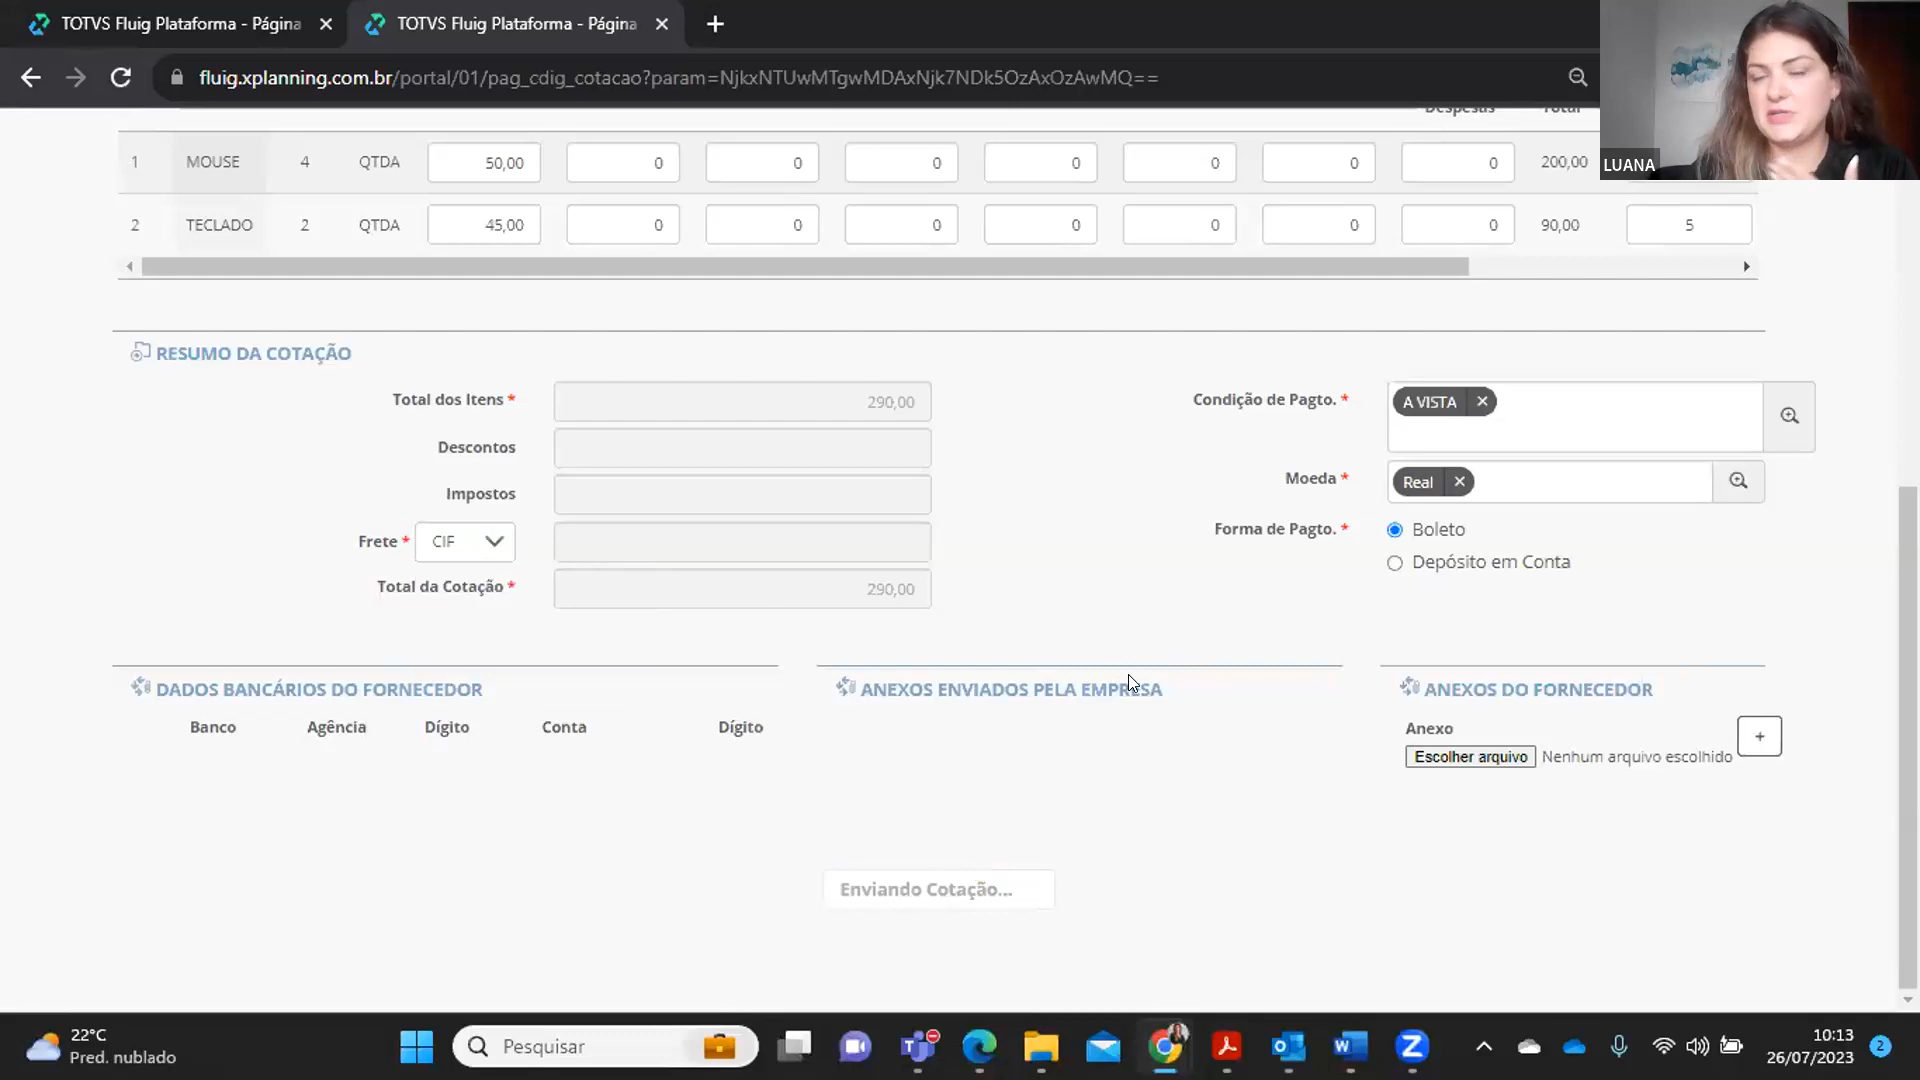 TOTVS Fluig Plataforma - Página
TOTVS Fluig Plataforma - Página
fluig.xplanning.com.br/portal/01/pag_cdig_cotacao?param=NjkxNTUwMTgwMDAxNjk7NDk5OzAxOzAwMQ==
LUANA
Despesas Total
1 MOUSE 4 QTDA 50,00 0 0 0 0 0 0 0 200,00
2 TECLADO 2 QTDA 45,00 0 0 0 0 0 0 0 90,00 5
RESUMO DA COTAÇÃO
Total dos Itens * 290,00 Condição de Pagto. * A VISTA
Descontos
Impostos Moeda * Real
Frete * CIF Forma de Pagto. * Boleto
Depósito em Conta
Total da Cotação * 290,00
DADOS BANCÁRIOS DO FORNECEDOR
Banco Agência Dígito Conta Dígito
ANEXOS ENVIADOS PELA EMPRESA
ANEXOS DO FORNECEDOR
Anexo
+
Escolher arquivo Nenhum arquivo escolhido
Enviando Cotação...
22°C
Pred. nublado
Pesquisar
10:13
26/07/2023
2